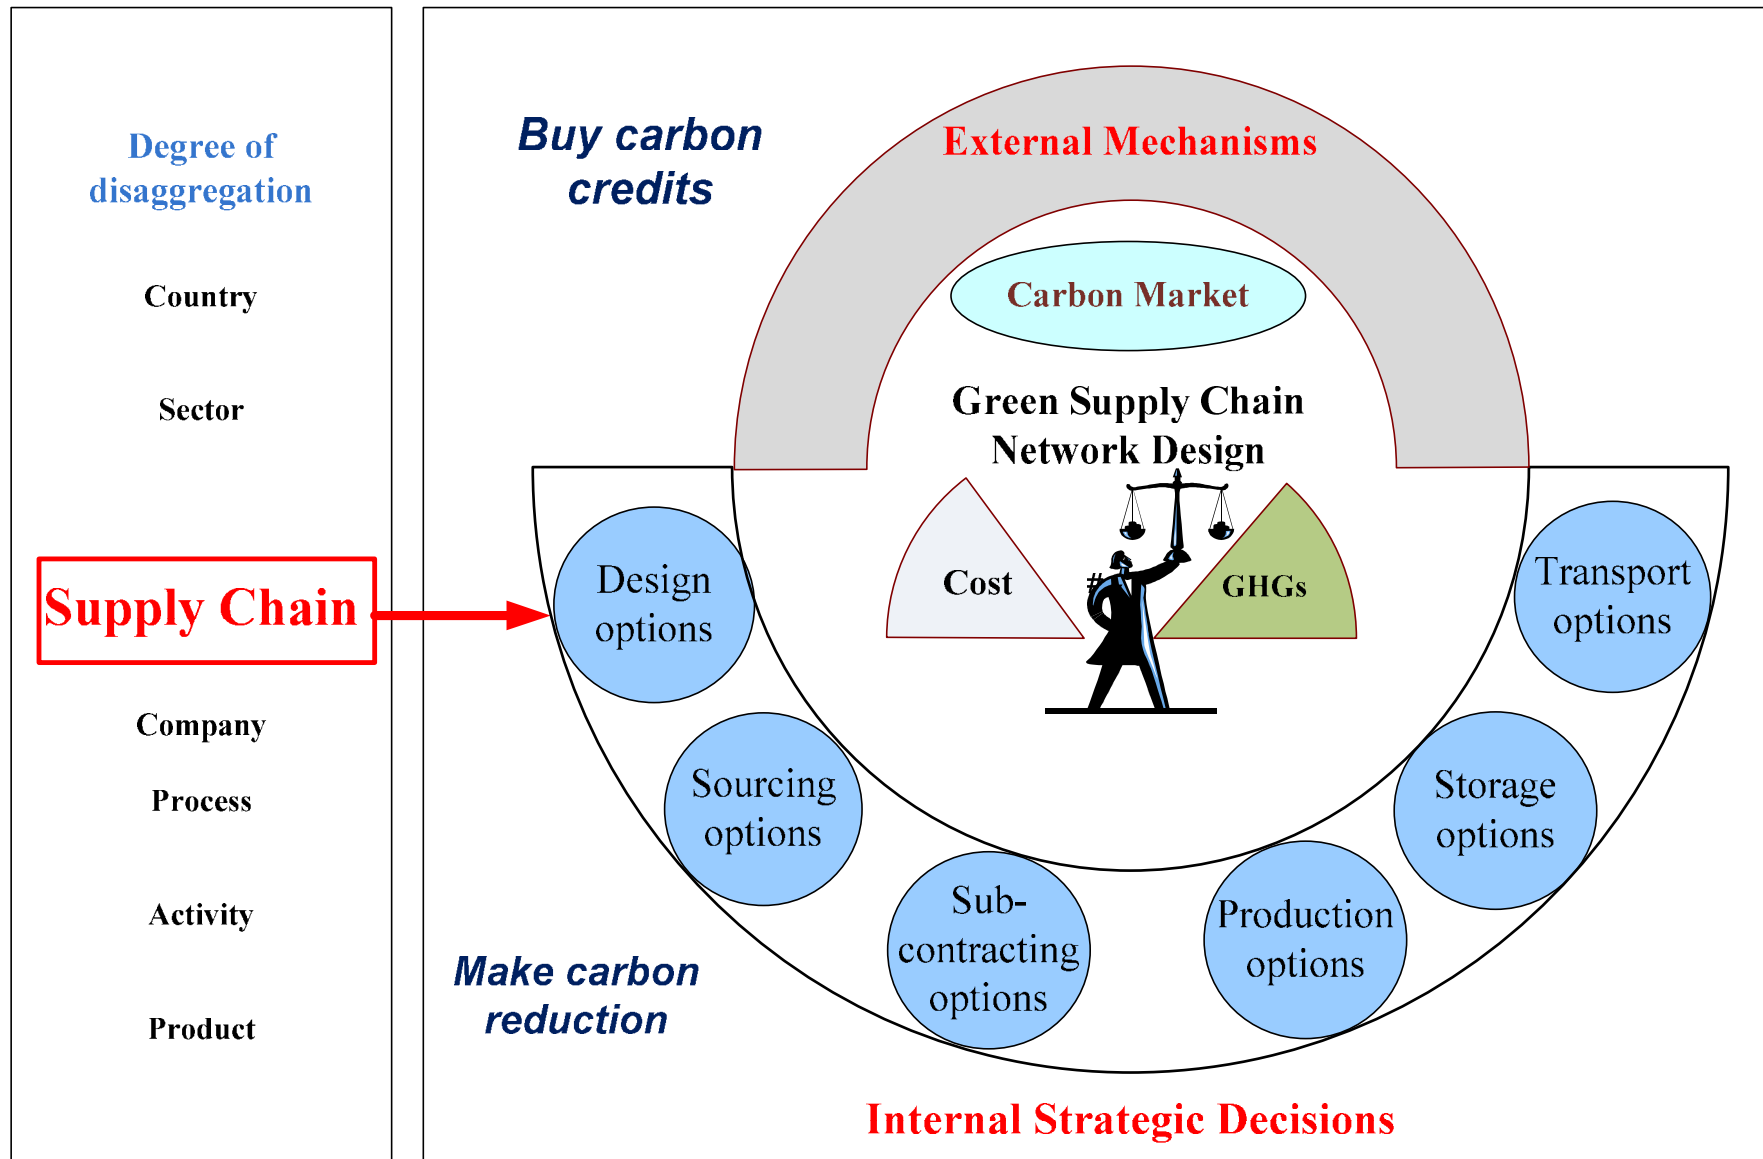 Degree of
disaggregation
Country
Sector
Supply Chain
Company
Process
Activity
Product
Buy carbon
credits
External Mechanisms
Carbon Market
Green Supply Chain
Network Design
Cost
#
GHGs
Design
options
Sourcing
options
Sub-
contracting
options
Production
options
Storage
options
Transport
options
Make carbon
reduction
Internal Strategic Decisions